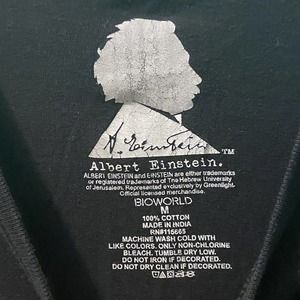 A. Einstein ™
Albert Einstein.
ALBERT EINSTEIN and EINSTEIN are either trademarks
or registered trademarks of The Hebrew University
of Jerusalem. Represented exclusively by Greenlight.
Official licensed merchandise.
BIOWORLD
M
100% COTTON
MADE IN INDIA
RN#115665
MACHINE WASH COLD WITH
LIKE COLORS. ONLY NON-CHLORINE
BLEACH. TUMBLE DRY LOW.
DO NOT IRON IF DECORATED.
DO NOT DRY CLEAN IF DECORATED.